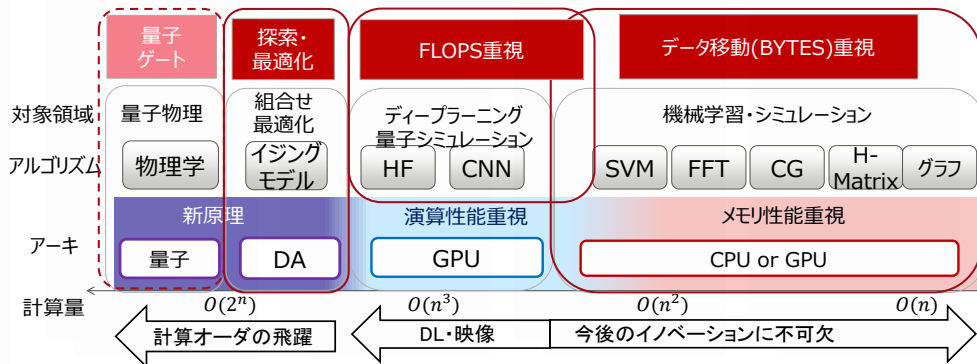 量子
ゲート
探索・
最適化
FLOPS重視
データ移動(BYTES)重視
対象領域
量子物理
組合せ
最適化
ディープラーニング
量子シミュレーション
機械学習・シミュレーション
アルゴリズム
物理学
イジング
モデル
HF
CNN
SVM
FFT
CG
H-
Matrix
グラフ
新原理
演算性能重視
メモリ性能重視
アーキ
量子
DA
GPU
CPU or GPU
計算量
O(2ⁿ)
O(n³)
O(n²)
O(n)
計算オーダの飛躍
DL・映像
今後のイノベーションに不可欠